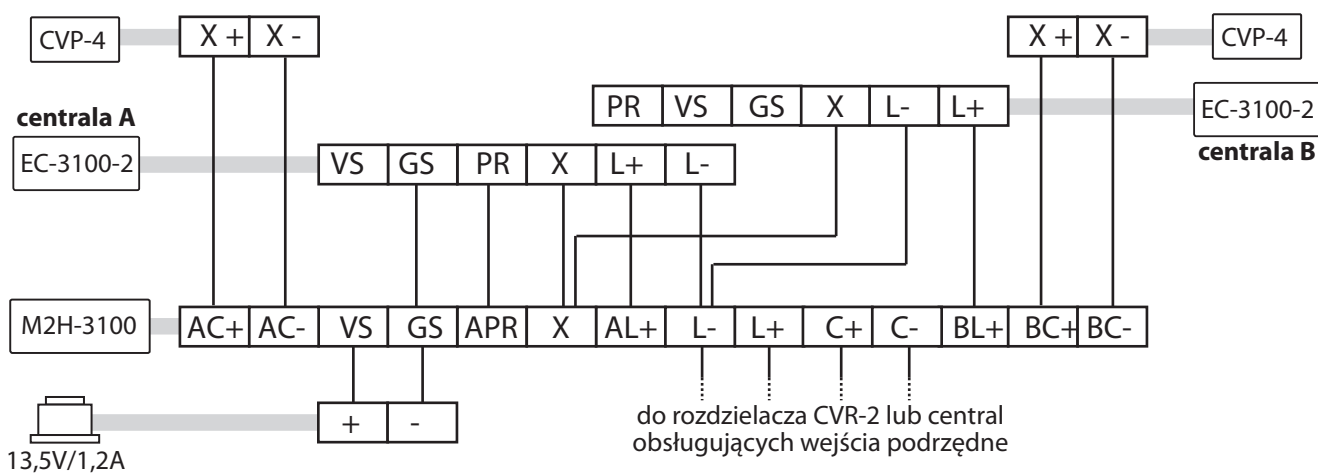 CVP-4 X + X - X + X - CVP-4
PR VS GS X L- L+ EC-3100-2
centrala A
centrala B
EC-3100-2 VS GS PR X L+ L-
M2H-3100 AC+ AC- VS GS APR X AL+ L- L+ C+ C- BL+ BC+ BC-
+ -
do rozdzielacza CVR-2 lub central
obsługujących wejścia podrzędne
13,5V/1,2A